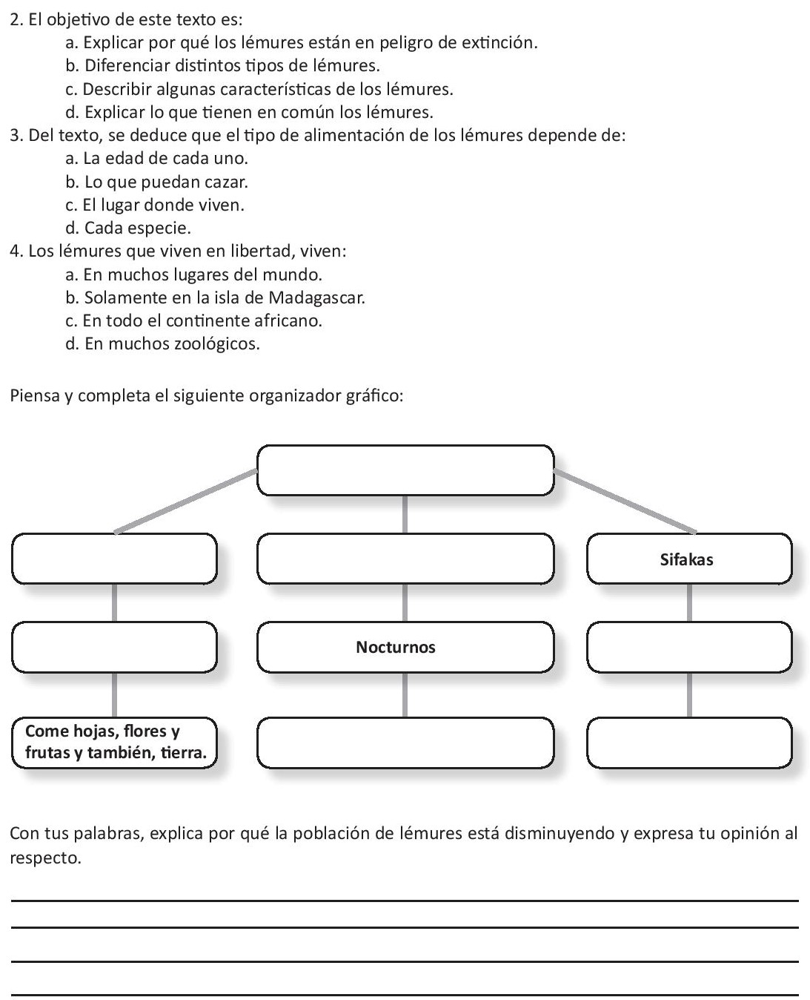 2. El objetivo de este texto es:
a. Explicar por qué los lémures están en peligro de extinción.
b. Diferenciar distintos tipos de lémures.
c. Describir algunas características de los lémures.
d. Explicar lo que tienen en común los lémures.
3. Del texto, se deduce que el tipo de alimentación de los lémures depende de:
a. La edad de cada uno.
b. Lo que puedan cazar.
c. El lugar donde viven.
d. Cada especie.
4. Los lémures que viven en libertad, viven:
a. En muchos lugares del mundo.
b. Solamente en la isla de Madagascar.
c. En todo el continente africano.
d. En muchos zoológicos.
Piensa y completa el siguiente organizador gráfico:
Sifakas
Nocturnos
Come hojas, flores y
frutas y también, tierra.
Con tus palabras, explica por qué la población de lémures está disminuyendo y expresa tu opinión al
respecto.